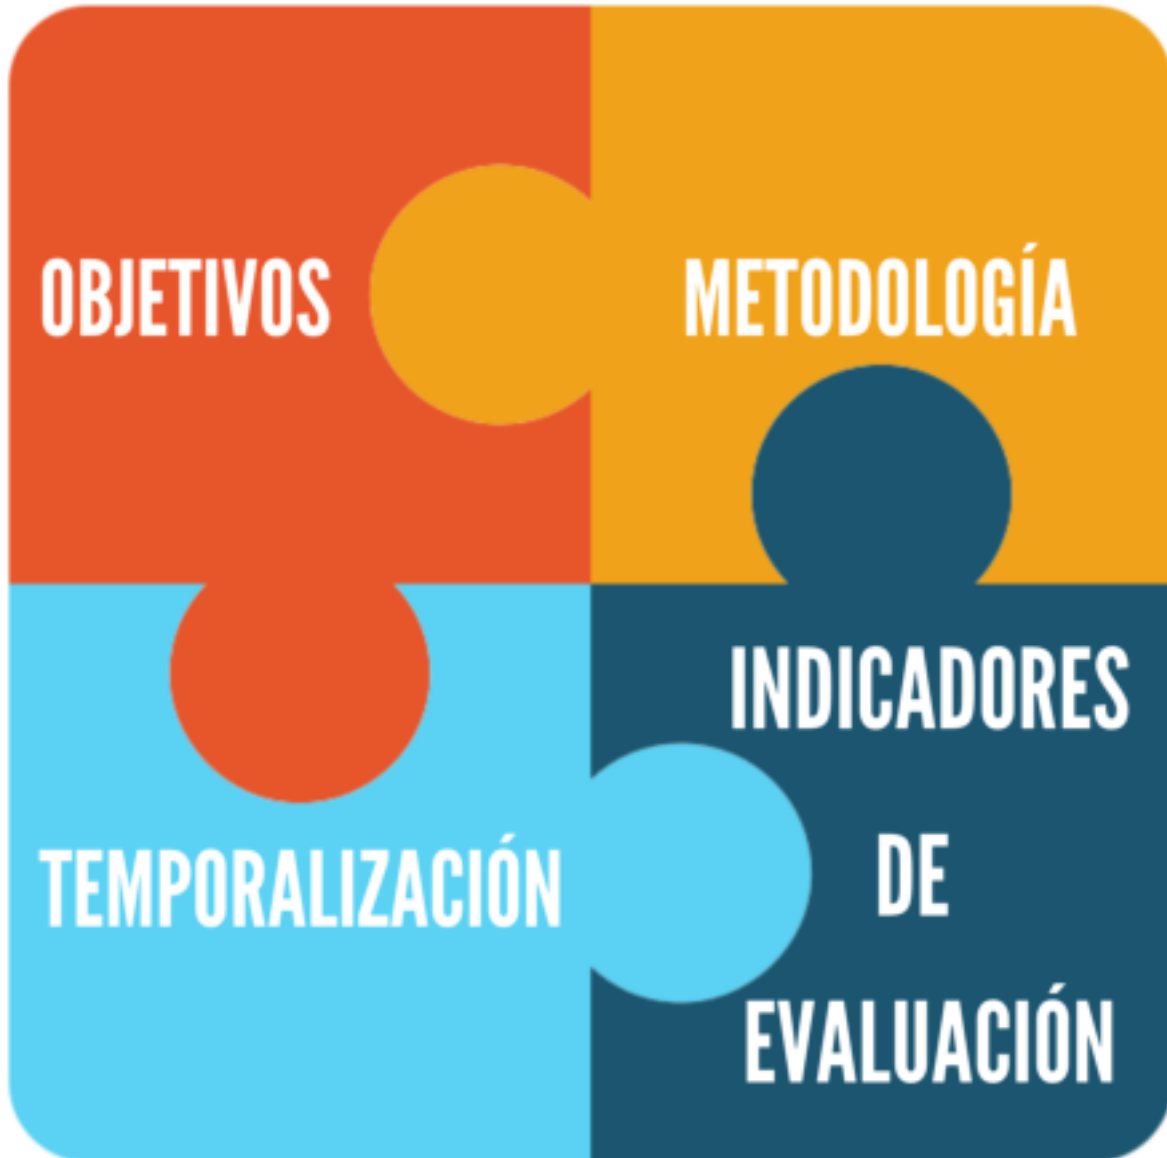 OBJETIVOS
METODOLOGÍA
TEMPORALIZACIÓN
INDICADORES
DE
EVALUACIÓN